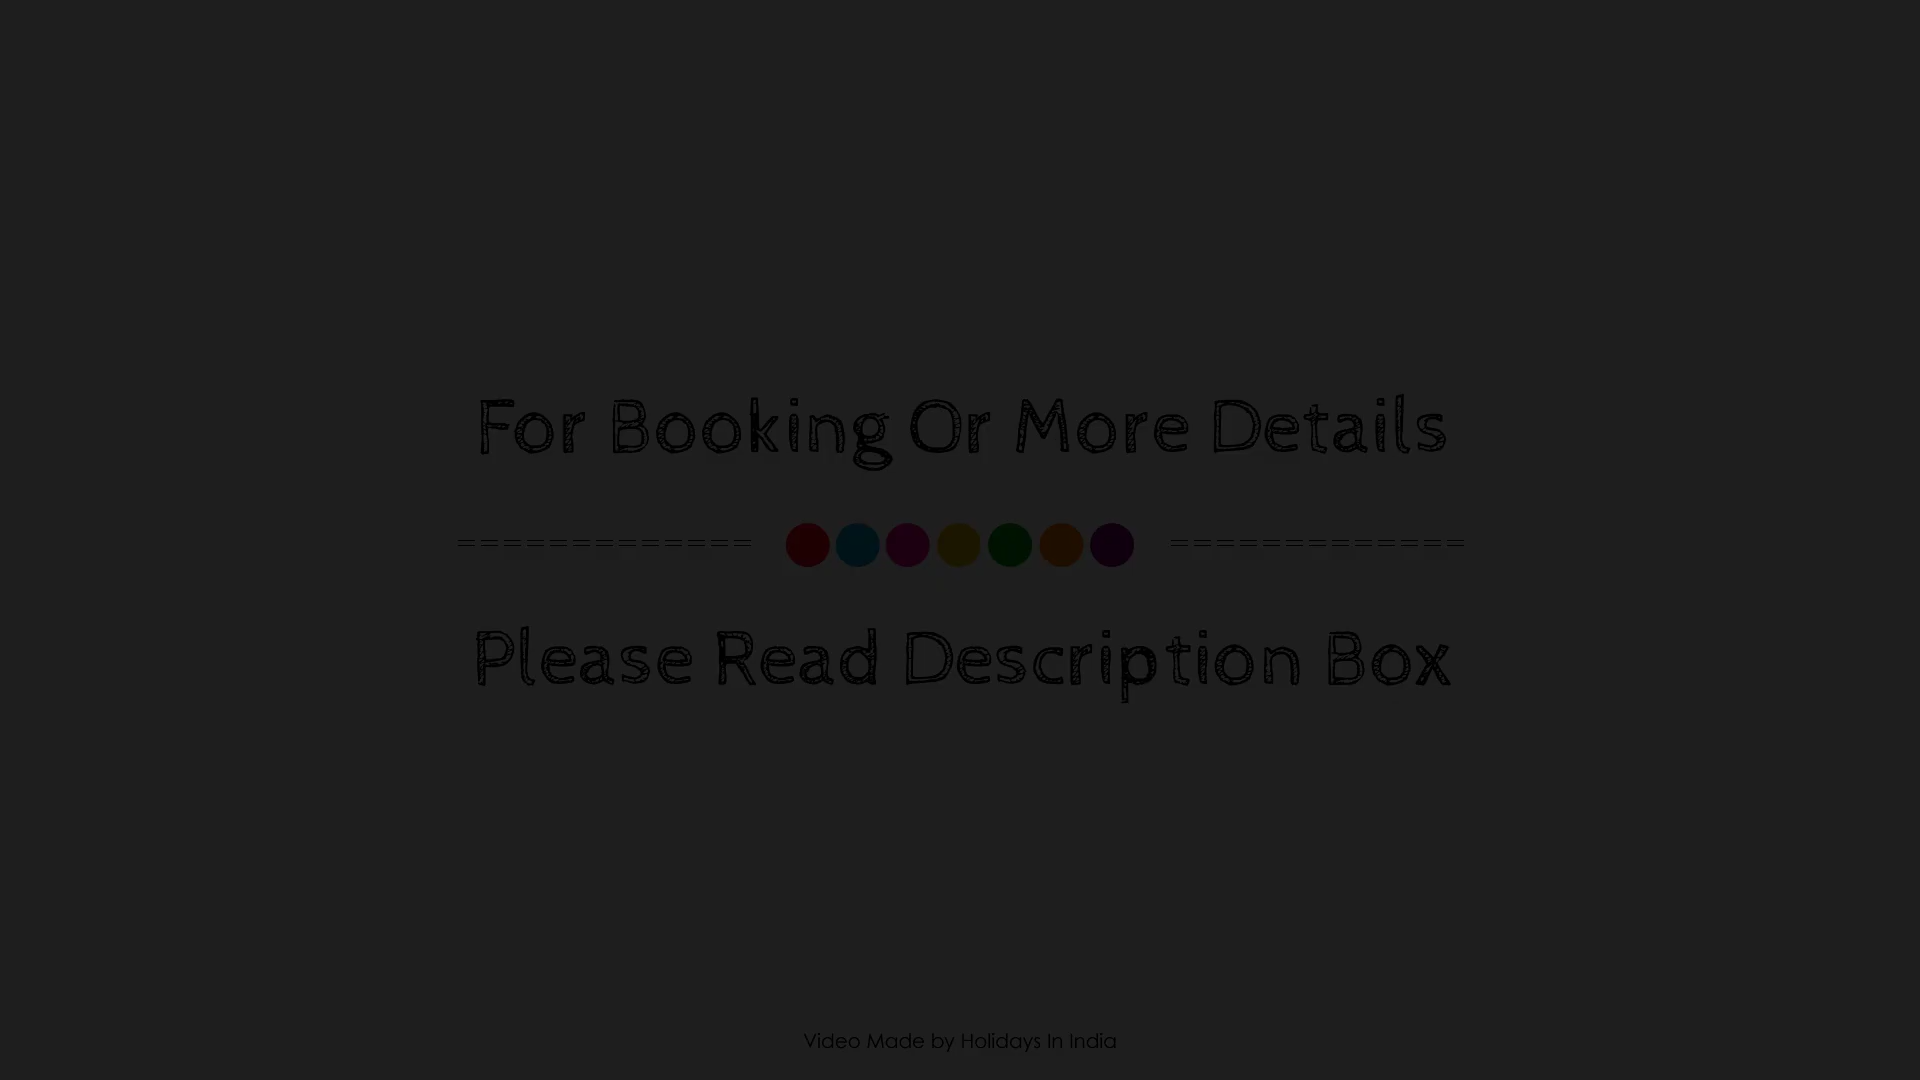 For Booking Or More Details
============= =============
Please Read Description Box
Video Made by Holidays In India